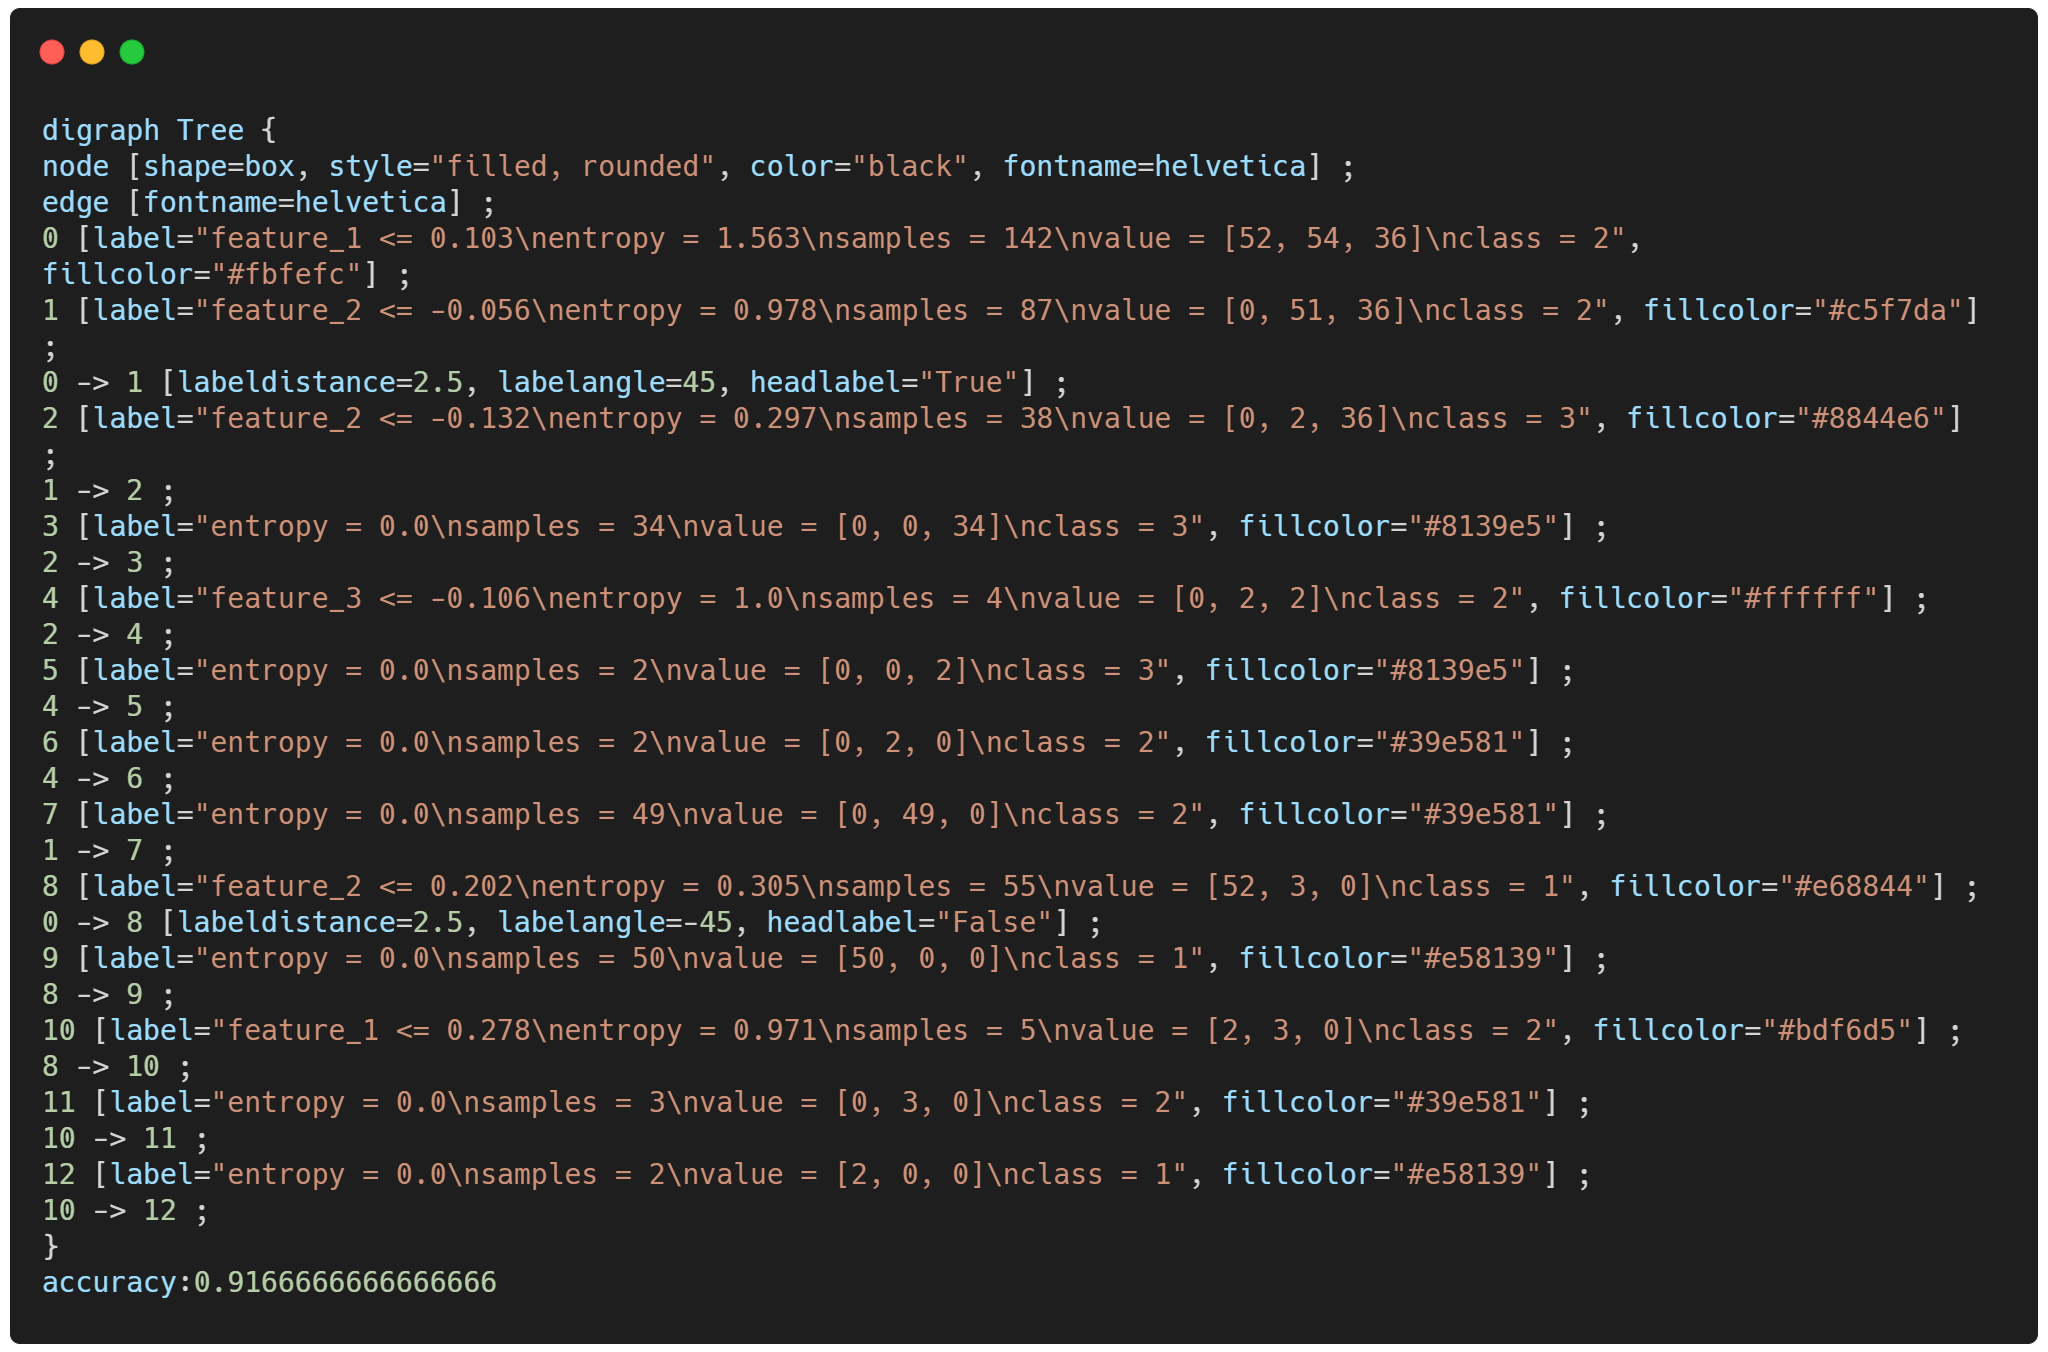 digraph Tree {
node [shape=box, style="filled, rounded", color="black", fontname=helvetica] ;
edge [fontname=helvetica] ;
0 [label="feature_1 <= 0.103\nentropy = 1.563\nsamples = 142\nvalue = [52, 54, 36]\nclass = 2",
fillcolor="#fbfefc"] ;
1 [label="feature_2 <= -0.056\nentropy = 0.978\nsamples = 87\nvalue = [0, 51, 36]\nclass = 2", fillcolor="#c5f7da"]
;
0 -> 1 [labeldistance=2.5, labelangle=45, headlabel="True"] ;
2 [label="feature_2 <= -0.132\nentropy = 0.297\nsamples = 38\nvalue = [0, 2, 36]\nclass = 3", fillcolor="#8844e6"]
;
1 -> 2 ;
3 [label="entropy = 0.0\nsamples = 34\nvalue = [0, 0, 34]\nclass = 3", fillcolor="#8139e5"] ;
2 -> 3 ;
4 [label="feature_3 <= -0.106\nentropy = 1.0\nsamples = 4\nvalue = [0, 2, 2]\nclass = 2", fillcolor="#ffffff"] ;
2 -> 4 ;
5 [label="entropy = 0.0\nsamples = 2\nvalue = [0, 0, 2]\nclass = 3", fillcolor="#8139e5"] ;
4 -> 5 ;
6 [label="entropy = 0.0\nsamples = 2\nvalue = [0, 2, 0]\nclass = 2", fillcolor="#39e581"] ;
4 -> 6 ;
7 [label="entropy = 0.0\nsamples = 49\nvalue = [0, 49, 0]\nclass = 2", fillcolor="#39e581"] ;
1 -> 7 ;
8 [label="feature_2 <= 0.202\nentropy = 0.305\nsamples = 55\nvalue = [52, 3, 0]\nclass = 1", fillcolor="#e68844"] ;
0 -> 8 [labeldistance=2.5, labelangle=-45, headlabel="False"] ;
9 [label="entropy = 0.0\nsamples = 50\nvalue = [50, 0, 0]\nclass = 1", fillcolor="#e58139"] ;
8 -> 9 ;
10 [label="feature_1 <= 0.278\nentropy = 0.971\nsamples = 5\nvalue = [2, 3, 0]\nclass = 2", fillcolor="#bdf6d5"] ;
8 -> 10 ;
11 [label="entropy = 0.0\nsamples = 3\nvalue = [0, 3, 0]\nclass = 2", fillcolor="#39e581"] ;
10 -> 11 ;
12 [label="entropy = 0.0\nsamples = 2\nvalue = [2, 0, 0]\nclass = 1", fillcolor="#e58139"] ;
10 -> 12 ;
}
accuracy:0.9166666666666666